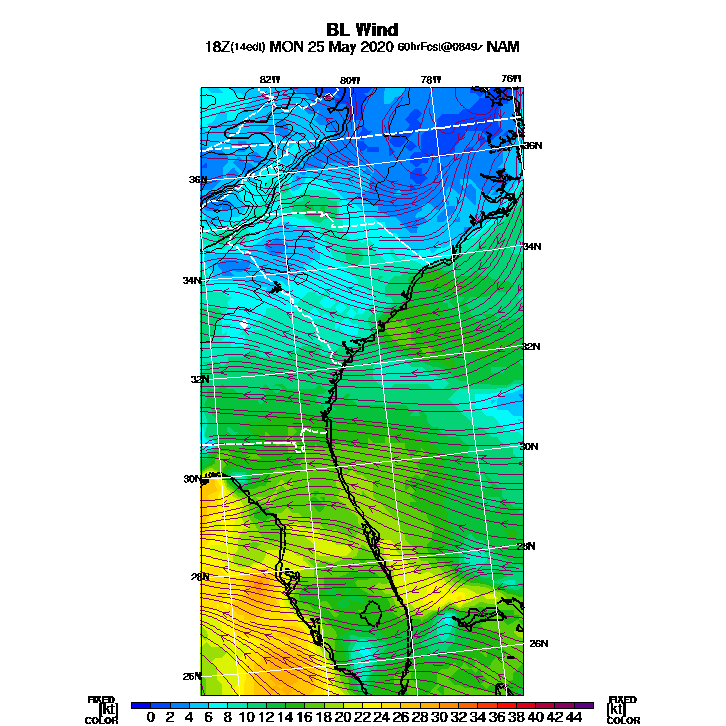 BL Wind
18Z(14edt) MON 25 May 2020 60hrFcst@0849z NAM
82W 80W 78W 76W
36N
36N
34N
34N
32N
32N
30N
30N
28N
28N
26N
26N
FIXED FIXED
[kt] 0 2 4 6 8 10 12 14 16 18 20 22 24 26 28 30 32 34 36 38 40 42 44 [kt]
COLOR COLOR